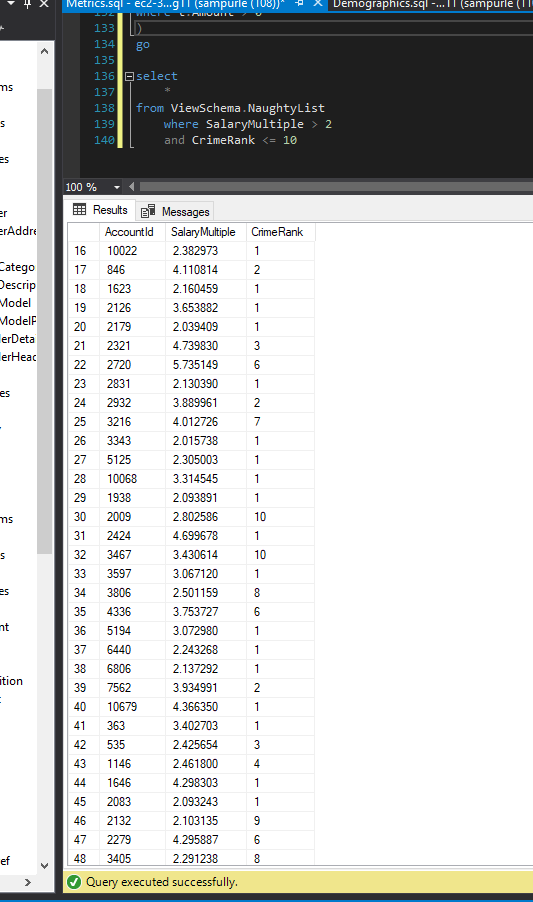 Metrics.sql - ec2-3...g11 (sampurle (108))*
Demographics.sql -...11 (sampurle (110
132 where t.Amount > 0
133 )
134 go
135
136 select
137 *
138 from ViewSchema.NaughtyList
139 where SalaryMultiple > 2
140 and CrimeRank <= 10
100 %
Results Messages
AccountId SalaryMultiple CrimeRank
16 10022 2.382973 1
17 846 4.110814 2
18 1623 2.160459 1
19 2126 3.653882 1
20 2179 2.039409 1
21 2321 4.739830 3
22 2720 5.735149 6
23 2831 2.130390 1
24 2932 3.889961 2
25 3216 4.012726 7
26 3343 2.015738 1
27 5125 2.305003 1
28 10068 3.314545 1
29 1938 2.093891 1
30 2009 2.802586 10
31 2424 4.699678 1
32 3467 3.430614 10
33 3597 3.067120 1
34 3806 2.501159 8
35 4336 3.753727 6
36 5194 3.072980 1
37 6440 2.243268 1
38 6806 2.137292 1
39 7562 3.934991 2
40 10679 4.366350 1
41 363 3.402703 1
42 535 2.425654 3
43 1146 2.461800 4
44 1646 4.298303 1
45 2083 2.093243 1
46 2132 2.103135 9
47 2279 4.295887 6
48 3405 2.291238 8
Query executed successfully.
ms
s
es
er
erAddre
Catego
Descrip
Model
ModelP
lerDeta
lerHead
es
ms
s
es
nt
ition
ef